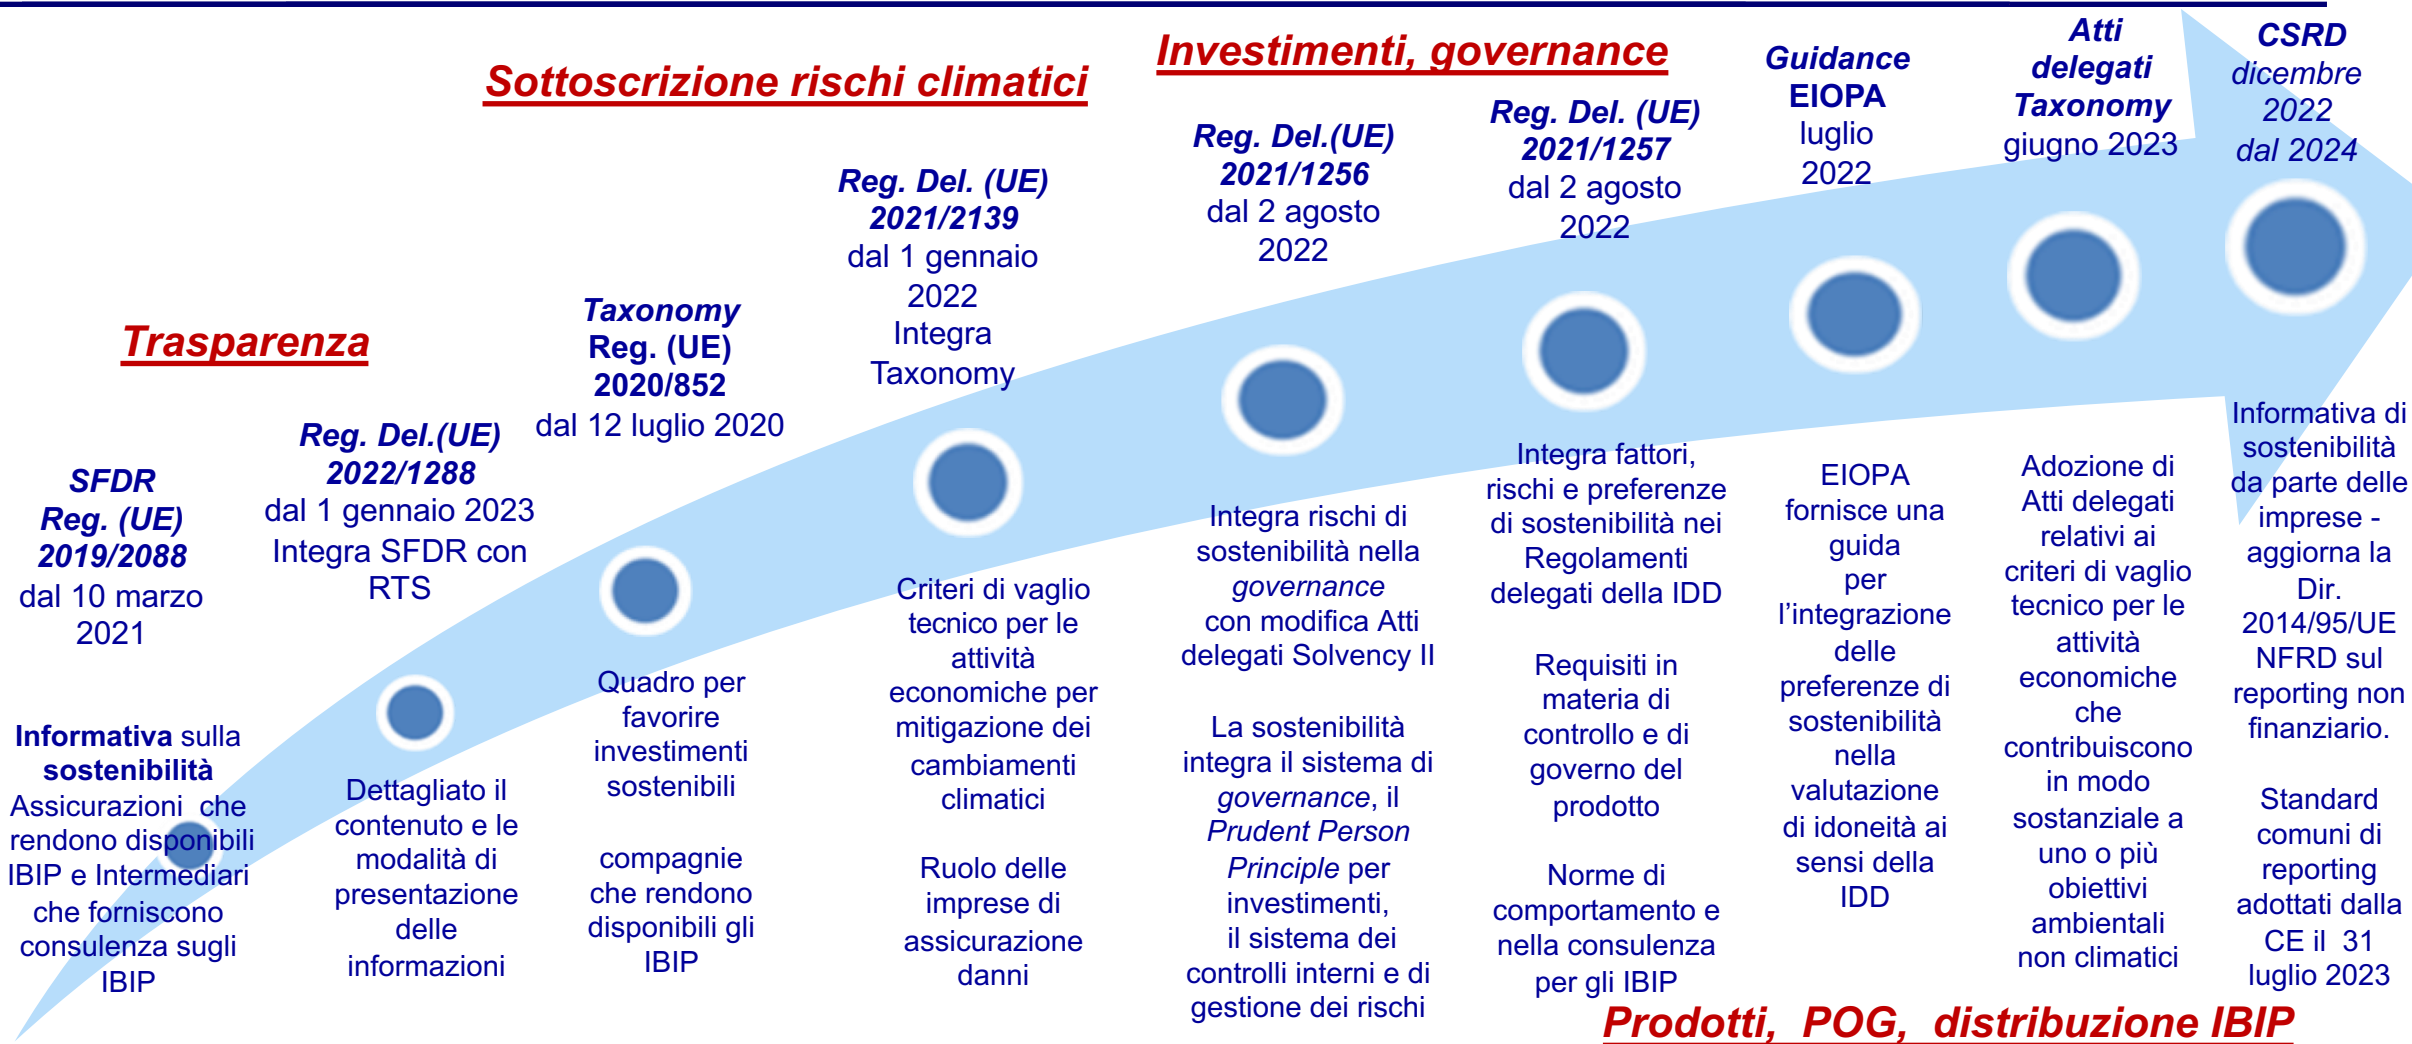 Trasparenza
SFDR
Reg. (UE)
2019/2088
dal 10 marzo
2021
Informativa sulla
sostenibilità
Assicurazioni che
rendono disponibili
IBIP e Intermediari
che forniscono
consulenza sugli
IBIP
Reg. Del.(UE)
2022/1288
dal 1 gennaio 2023
Integra SFDR con
RTS
Dettagliato il
contenuto e le
modalità di
presentazione
delle
informazioni
Sottoscrizione rischi climatici
Taxonomy
Reg. (UE)
2020/852
dal 12 luglio 2020
Quadro per
favorire
investimenti
sostenibili
compagnie
che rendono
disponibili gli
IBIP
Reg. Del. (UE)
2021/2139
dal 1 gennaio
2022
Integra
Taxonomy
Criteri di vaglio
tecnico per le
attività
economiche per
mitigazione dei
cambiamenti
climatici
Ruolo delle
imprese di
assicurazione
danni
Investimenti, governance
Reg. Del.(UE)
2021/1256
dal 2 agosto
2022
Integra rischi di
sostenibilità nella
governance
con modifica Atti
delegati Solvency II
La sostenibilità
integra il sistema di
governance, il
Prudent Person
Principle per
investimenti,
il sistema dei
controlli interni e di
gestione dei rischi
Reg. Del. (UE)
2021/1257
dal 2 agosto
2022
Integra fattori,
rischi e preferenze
di sostenibilità nei
Regolamenti
delegati della IDD
Requisiti in
materia di
controllo e di
governo del
prodotto
Norme di
comportamento e
nella consulenza
per gli IBIP
Guidance
EIOPA
luglio
2022
EIOPA
fornisce una
guida
per
l’integrazione
delle
preferenze di
sostenibilità
nella
valutazione
di idoneità ai
sensi della
IDD
Atti
delegati
Taxonomy
giugno 2023
Adozione di
Atti delegati
relativi ai
criteri di vaglio
tecnico per le
attività
economiche
che
contribuiscono
in modo
sostanziale a
uno o più
obiettivi
ambientali
non climatici
CSRD
dicembre
2022
dal 2024
Informativa di
sostenibilità
da parte delle
imprese -
aggiorna la
Dir.
2014/95/UE
NFRD sul
reporting non
finanziario.
Standard
comuni di
reporting
adottati dalla
CE il 31
luglio 2023
Prodotti, POG, distribuzione IBIP